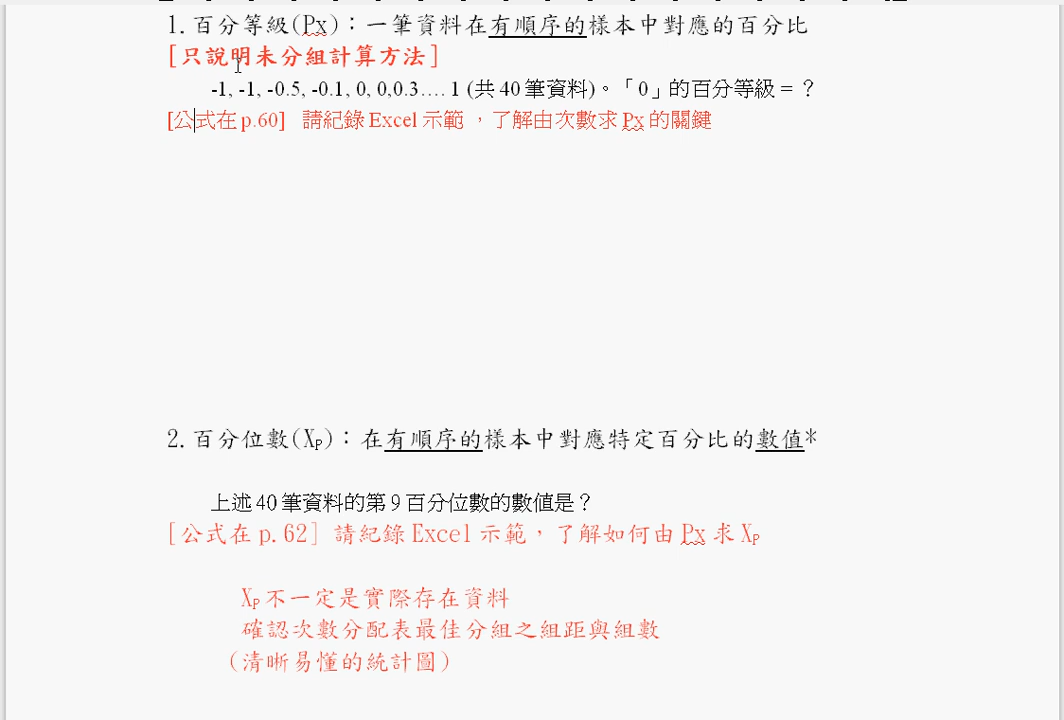 1.百分等級(Px)：一筆資料在有順序的樣本中對應的百分比
[只說明未分組計算方法]
-1, -1, -0.5, -0.1, 0, 0,0.3…. 1 (共 40 筆資料)。「0」的百分等級 = ？
[公式在 p.60] 請紀錄 Excel 示範 ，了解由次數求 Px 的關鍵
2.百分位數(XP)：在有順序的樣本中對應特定百分比的數值*
上述 40 筆資料的第 9 百分位數的數值是？
[公式在 p.62] 請紀錄 Excel 示範，了解如何由 Px 求 XP
XP 不一定是實際存在資料
確認次數分配表最佳分組之組距與組數
(清晰易懂的統計圖)